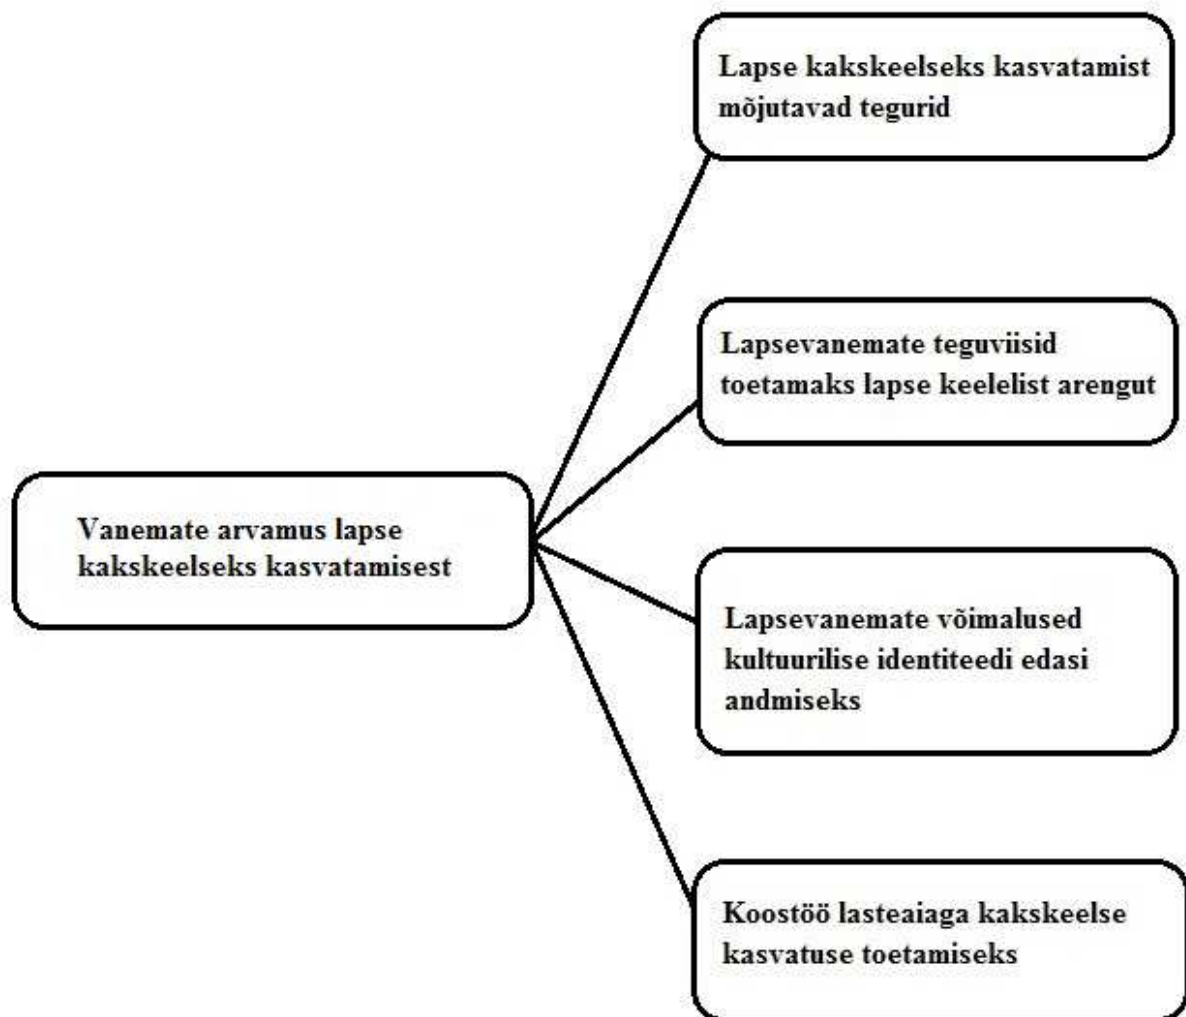 Lapse kakskeelseks kasvatamist
mõjutavad tegurid
Lapsevanemate teguviisid
toetamaks lapse keelelist arengut
Vanemate arvamus lapse
kakskeelseks kasvatamisest
Lapsevanemate võimalused
kultuurilise identiteedi edasi
andmiseks
Koostöö lasteaiaga kakskeelse
kasvatuse toetamiseks